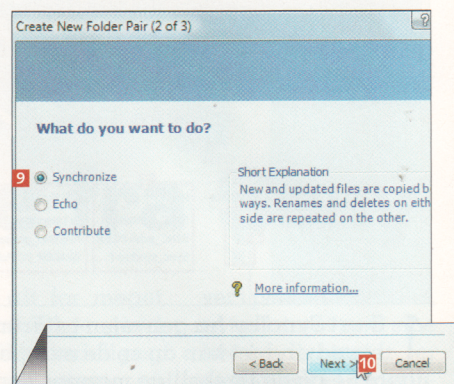 Create New Folder Pair (2 of 3)
?
What do you want to do?
9 Synchronize
Echo
Contribute
Short Explanation
New and updated files are copied b
ways. Renames and deletes on eith
side are repeated on the other.
? More information...
< Back
Next > 10
Cancel